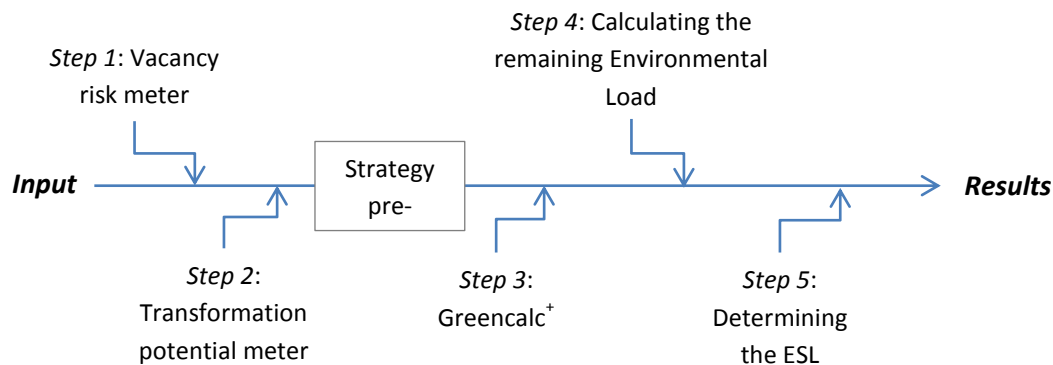 Step 1: Vacancy
risk meter
Step 4: Calculating the
remaining Environmental
Load
Input
Strategy
pre-
Results
Step 2:
Transformation
potential meter
Step 3:
Greencalc⁺
Step 5:
Determining
the ESL